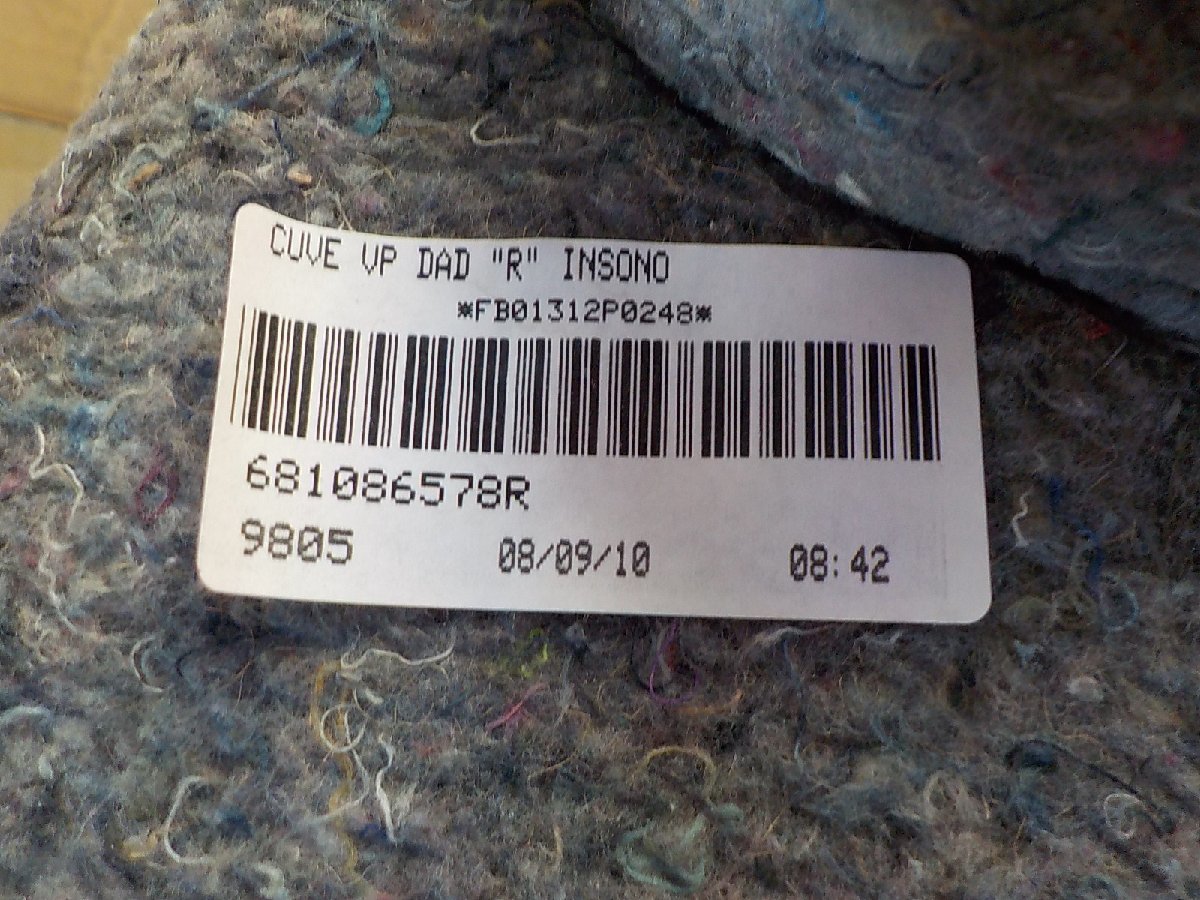 CUVE VP DAD "R" INSONO
*FB01312P0248*
681086578R
9805 08/09/10 08:42